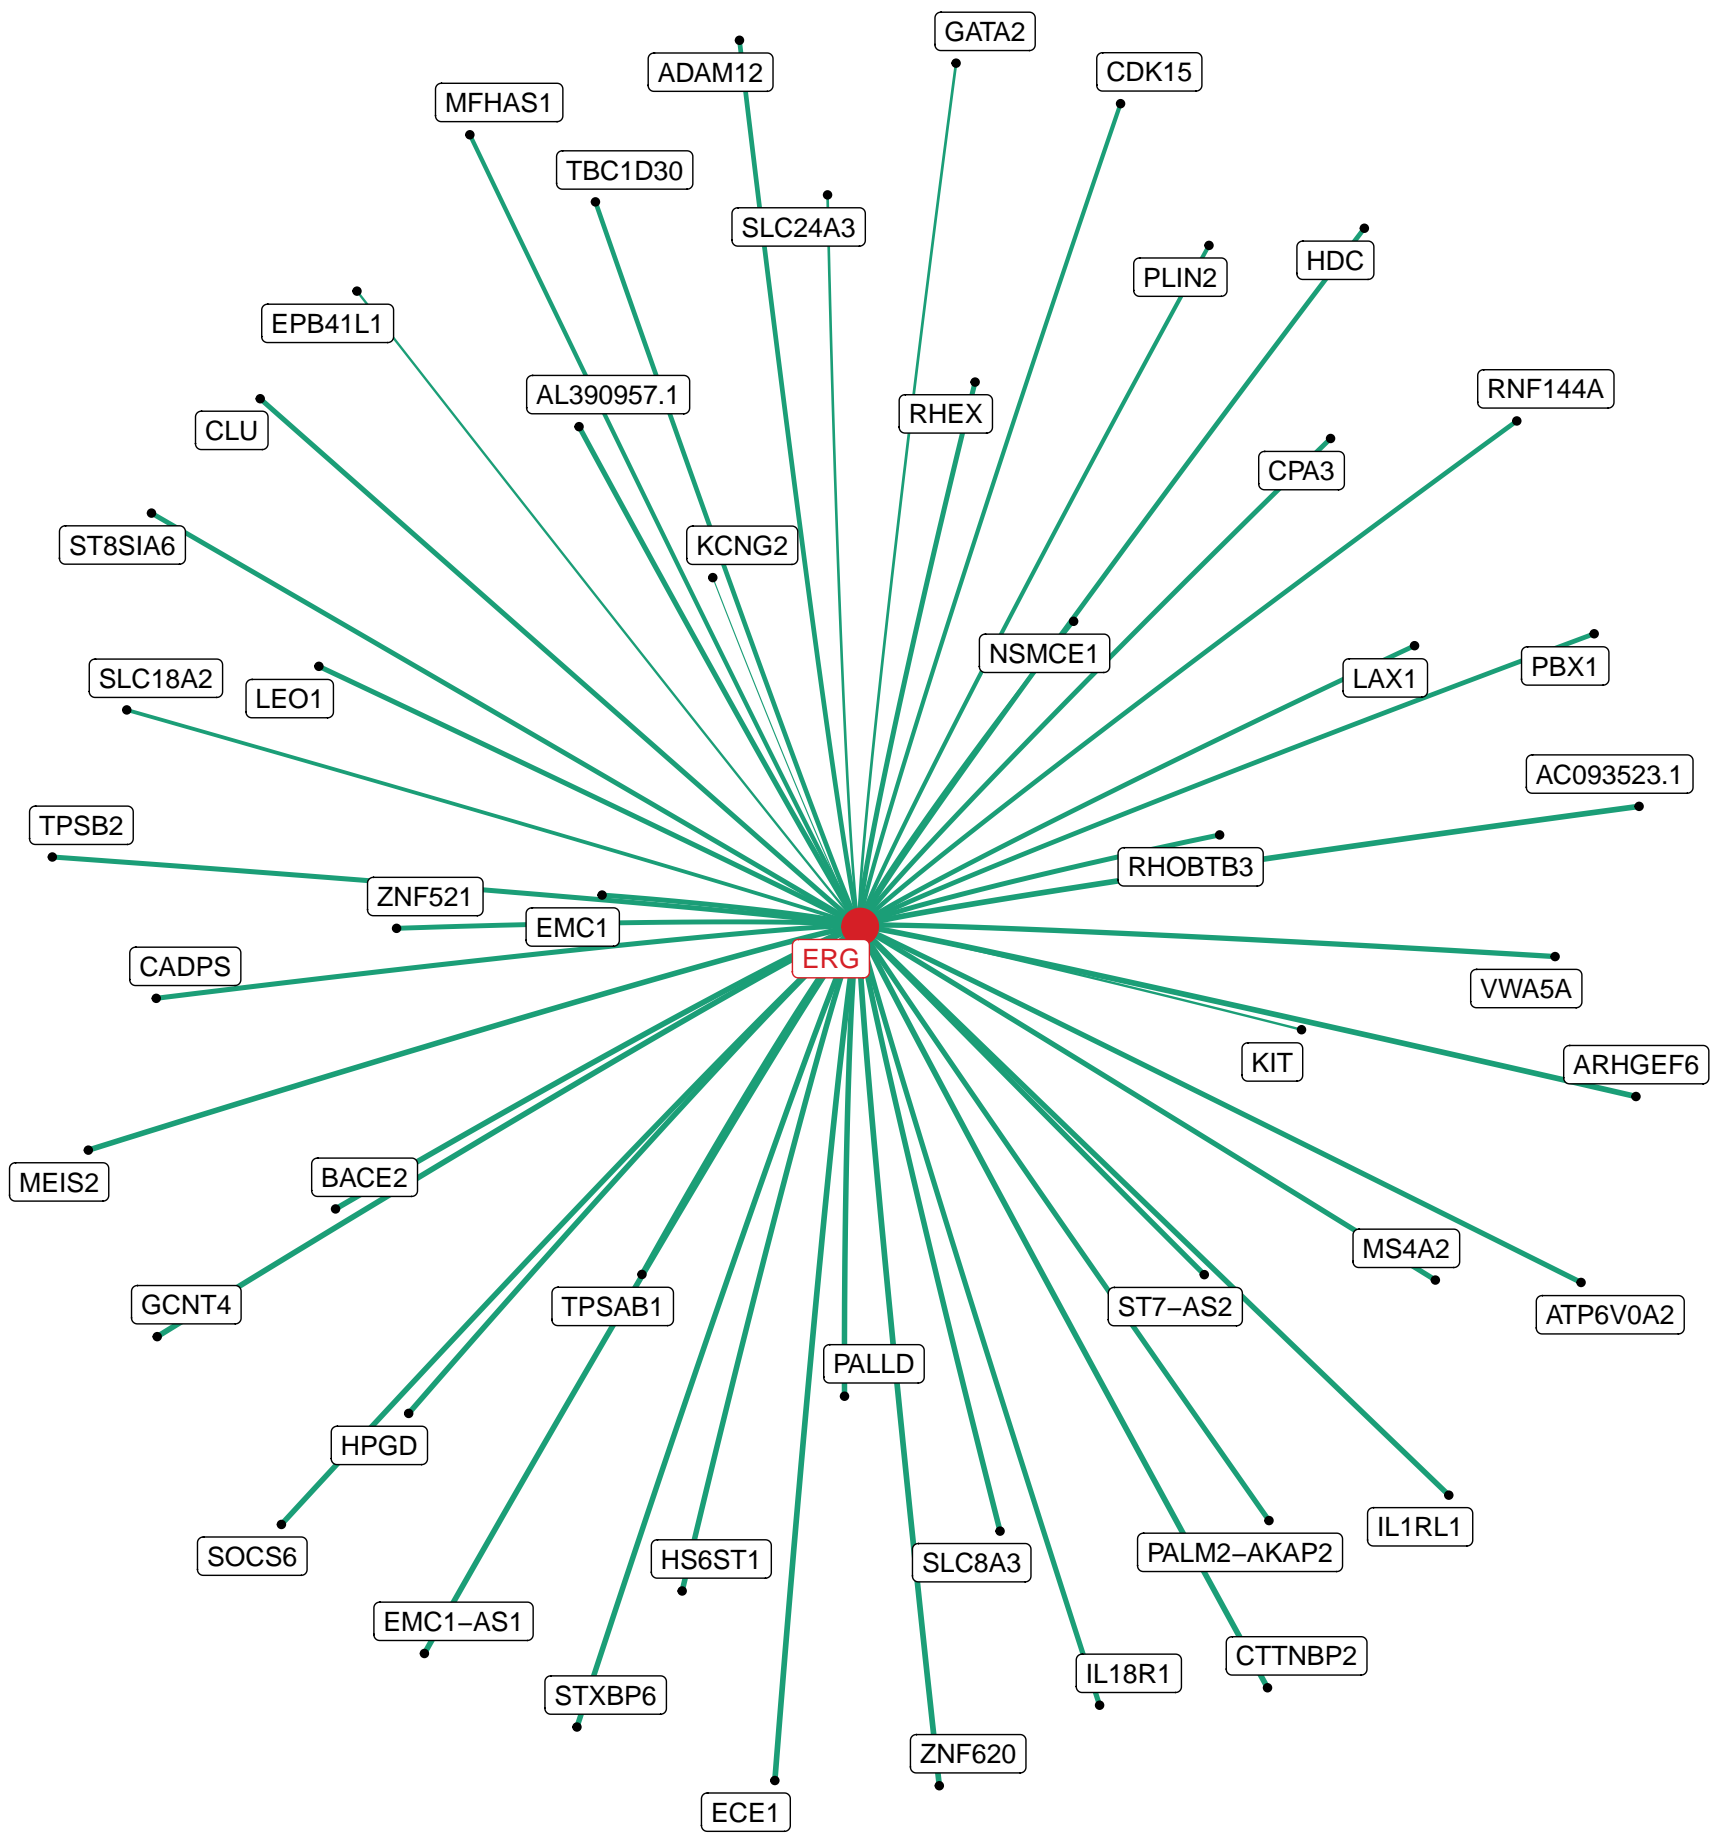 GATA2
ADAM12
CDK15
MFHAS1
TBC1D30
SLC24A3
HDC
PLIN2
EPB41L1
RNF144A
AL390957.1
RHEX
CLU
CPA3
ST8SIA6
KCNG2
NSMCE1
PBX1
SLC18A2
LAX1
LEO1
AC093523.1
TPSB2
RHOBTB3
ZNF521
EMC1
ERG
CADPS
VWA5A
KIT
ARHGEF6
BACE2
MEIS2
MS4A2
GCNT4
TPSAB1
ST7−AS2
ATP6V0A2
PALLD
HPGD
IL1RL1
PALM2−AKAP2
SOCS6
HS6ST1
SLC8A3
EMC1−AS1
CTTNBP2
IL18R1
STXBP6
ZNF620
ECE1